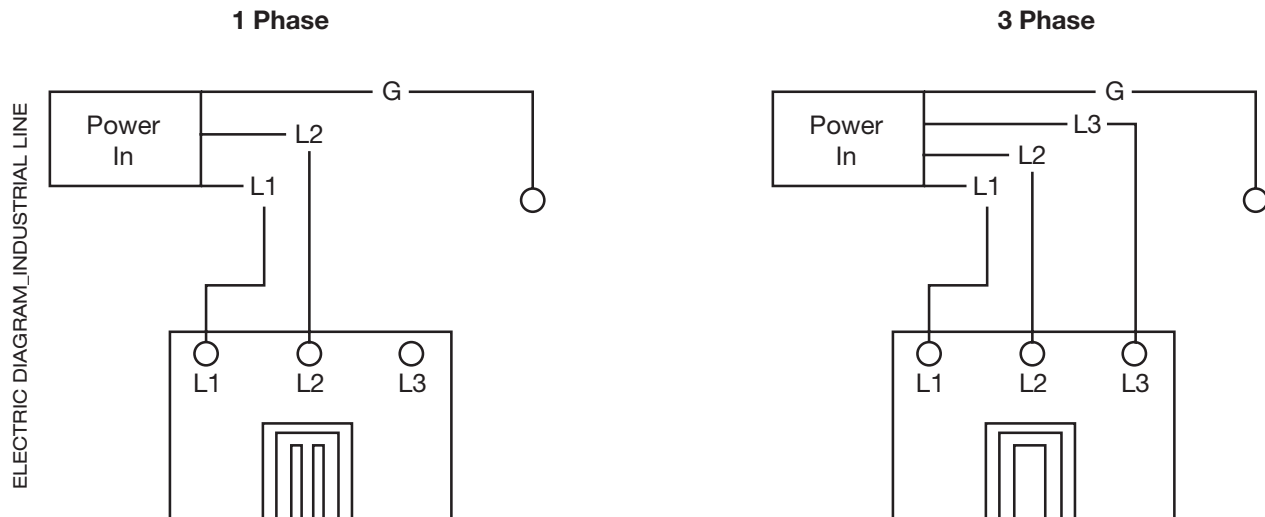 1 Phase
3 Phase
ELECTRIC DIAGRAM_INDUSTRIAL LINE
Power
In
G
L2
L1
L1
L2
L3
Power
In
G
L3
L2
L1
L1
L2
L3